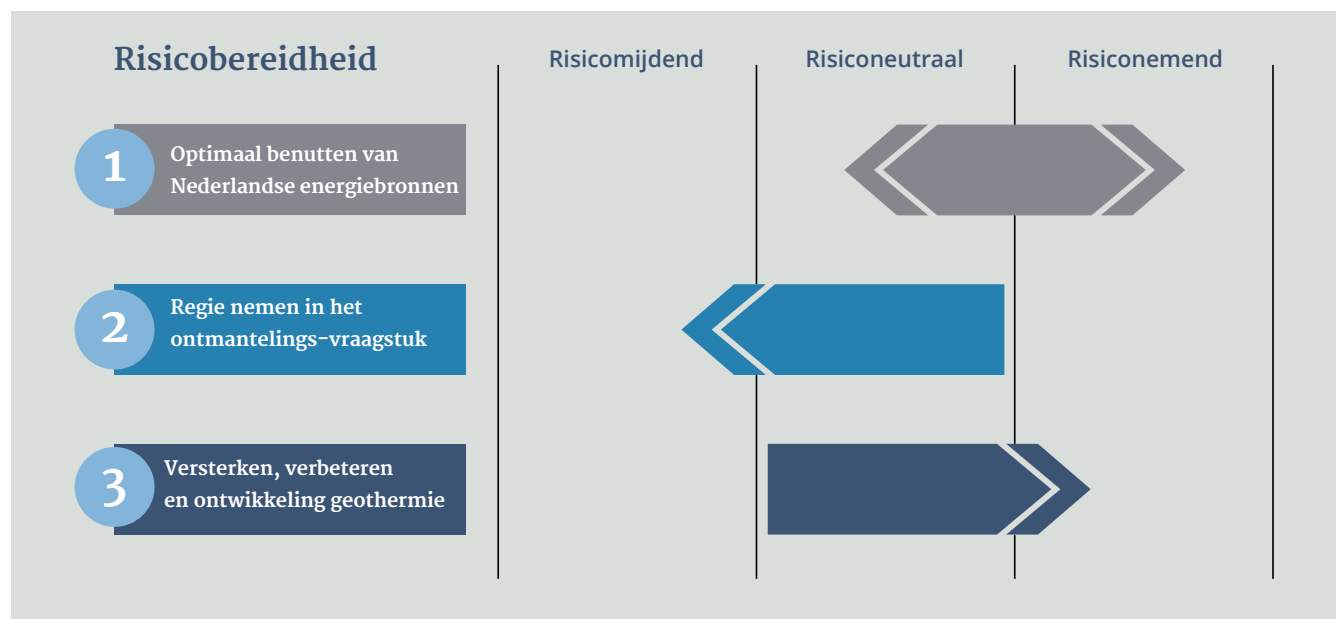 Risicobereidheid
Risicomijdend
Risiconeutraal
Risiconemend
1
Optimaal benutten van
Nederlandse energiebronnen
2
Regie nemen in het
ontmantelings-vraagstuk
3
Versterken, verbeteren
en ontwikkeling geothermie